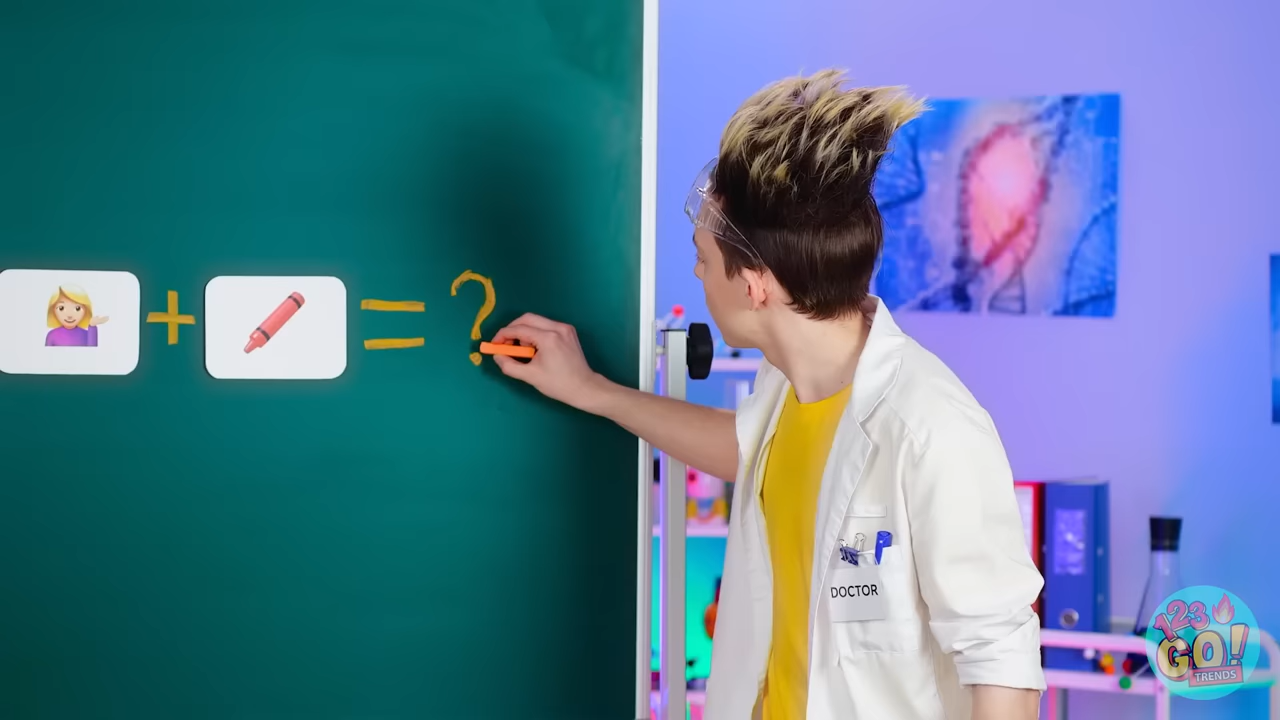 + = ?
DOCTOR
123
GO!
TRENDS